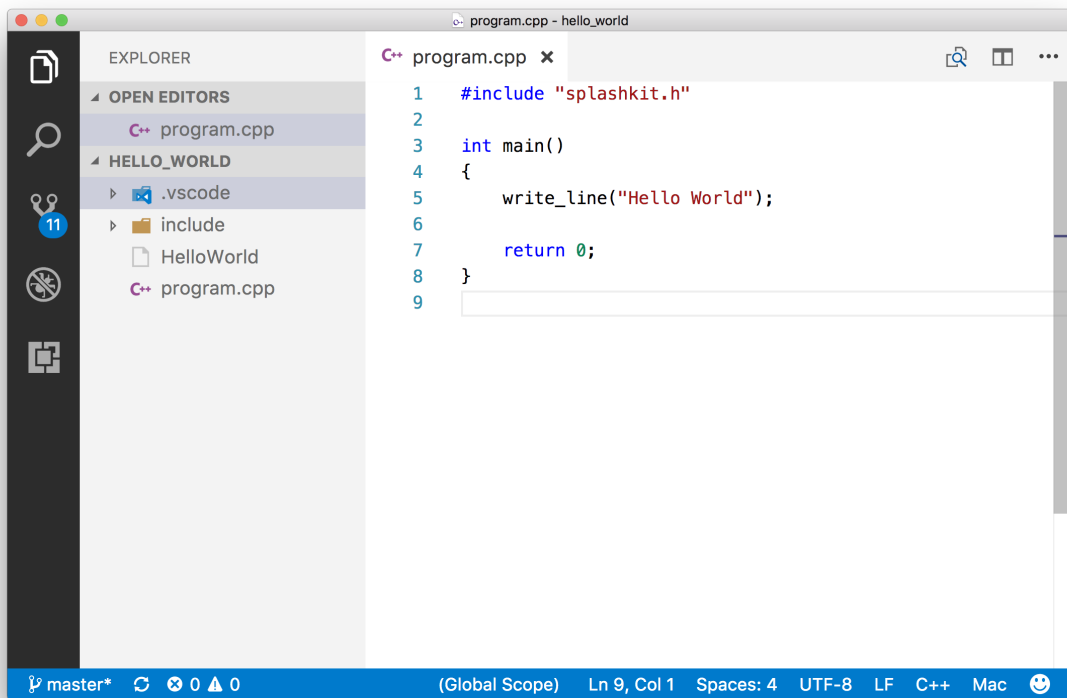 program.cpp - hello_world
EXPLORER
OPEN EDITORS
C++ program.cpp
HELLO_WORLD
.vscode
include
HelloWorld
C++ program.cpp
11
C++ program.cpp
1 #include "splashkit.h"
2
3 int main()
4 {
5     write_line("Hello World");
6
7     return 0;
8 }
9
master* 0 0 (Global Scope) Ln 9, Col 1 Spaces: 4 UTF-8 LF C++ Mac